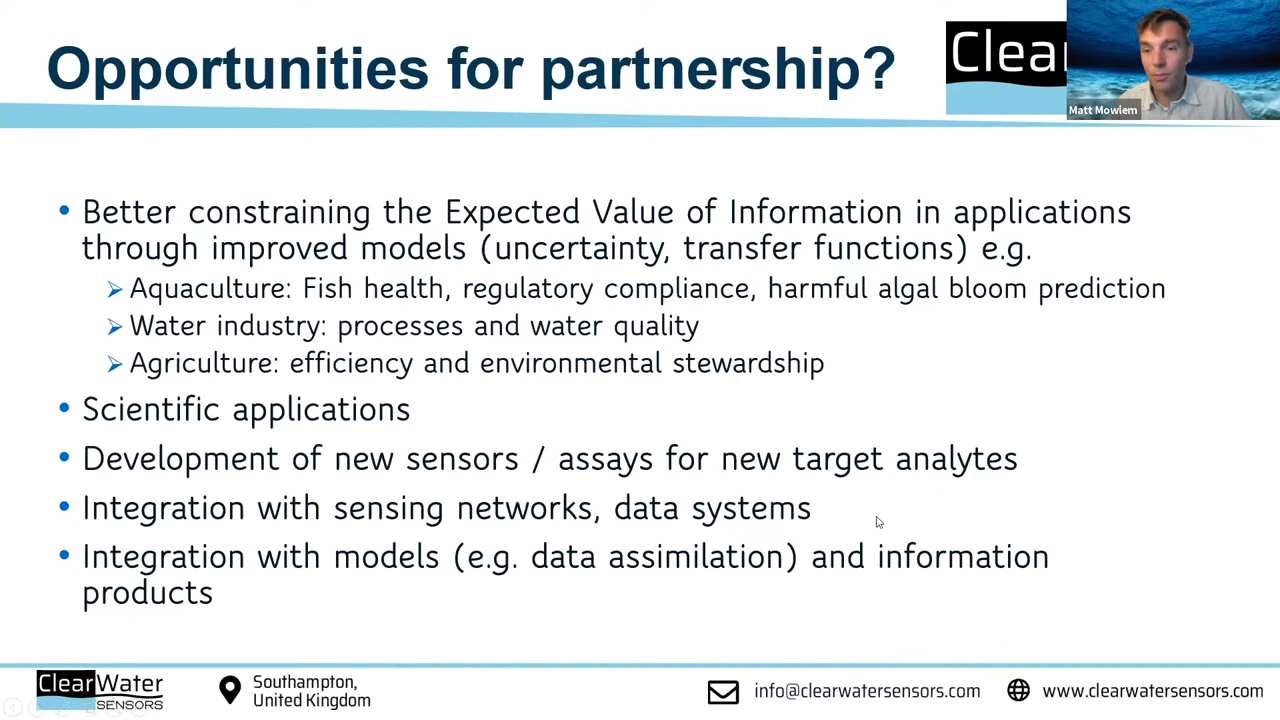 Opportunities for partnership?
Clea
Matt Mowlem
• Better constraining the Expected Value of Information in applications
through improved models (uncertainty, transfer functions) e.g.
➢ Aquaculture: Fish health, regulatory compliance, harmful algal bloom prediction
➢ Water industry: processes and water quality
➢ Agriculture: efficiency and environmental stewardship
• Scientific applications
• Development of new sensors / assays for new target analytes
• Integration with sensing networks, data systems
• Integration with models (e.g. data assimilation) and information
products
ClearWater
SENSORS
Southampton,
United Kingdom
info@clearwatersensors.com
www.clearwatersensors.com